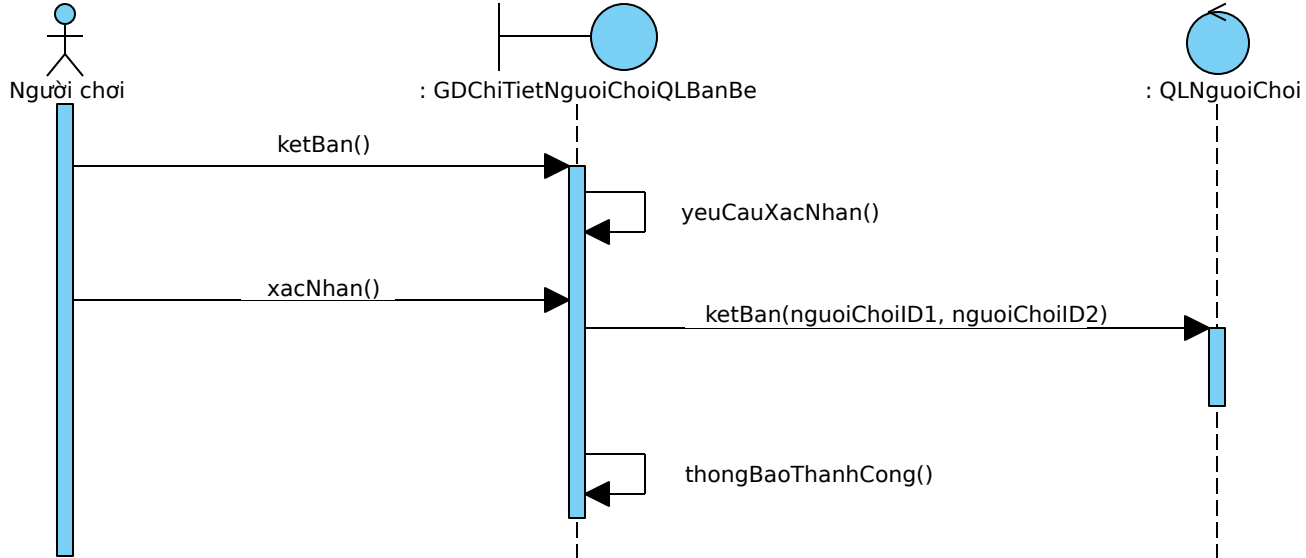 Người chơi
: GDChiTietNguoiChoiQLBanBe
: QLNguoiChoi
ketBan()
yeuCauXacNhan()
xacNhan()
ketBan(nguoiChoiID1, nguoiChoiID2)
thongBaoThanhCong()